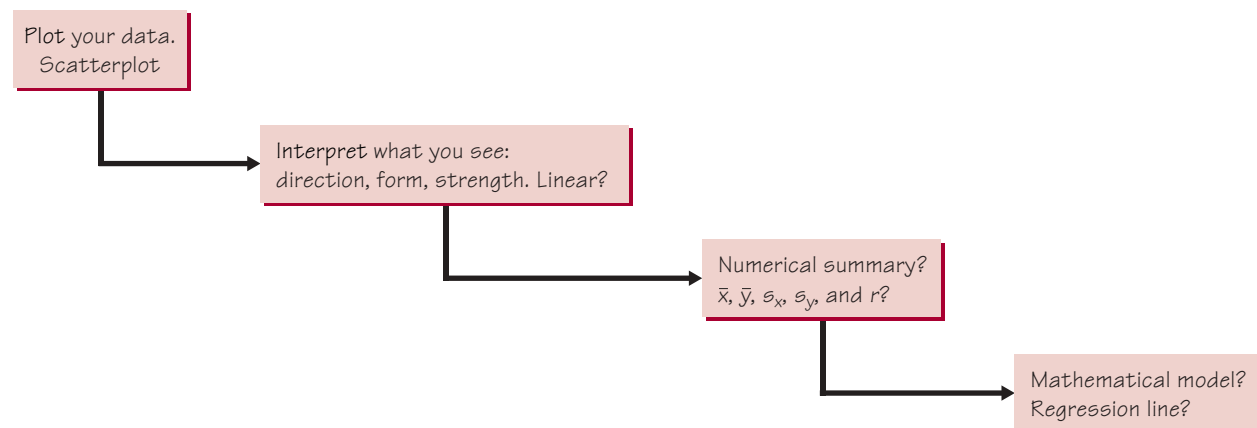 Plot your data.
Scatterplot
Interpret what you see:
direction, form, strength. Linear?
Numerical summary?
x̄, ȳ, sₓ, s_y, and r?
Mathematical model?
Regression line?